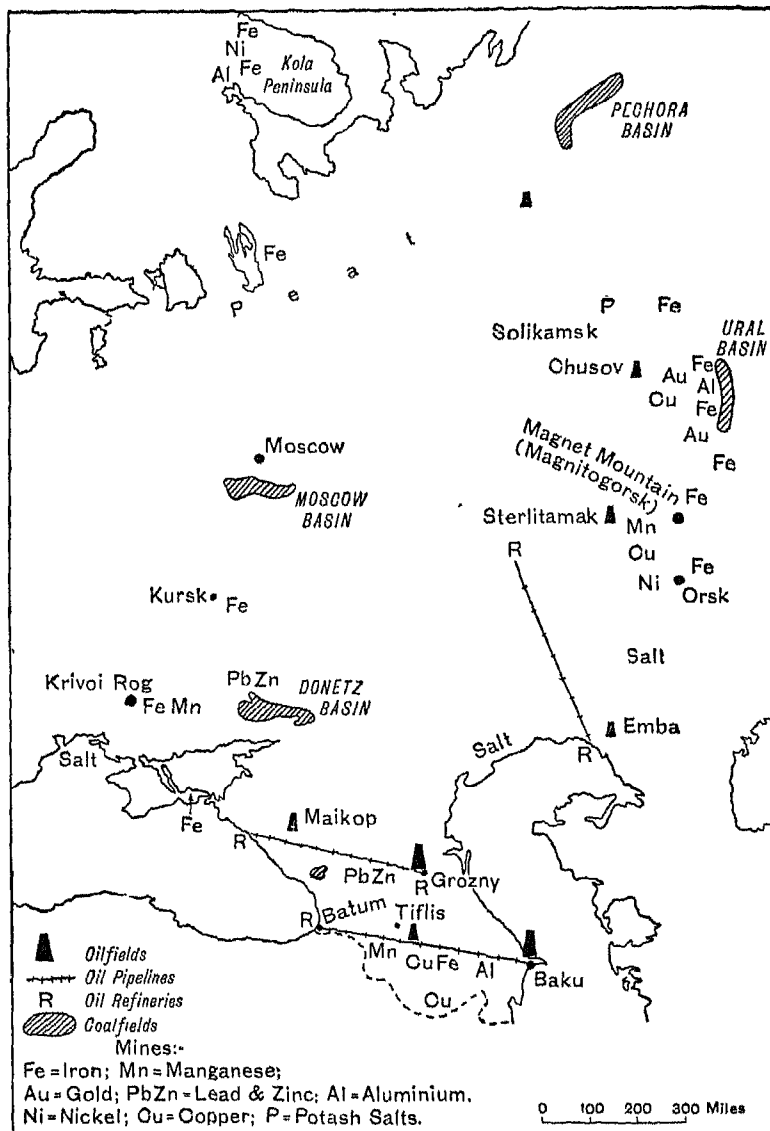 Fe
Ni
Al Fe
Kola
Peninsula
PECHORA
BASIN
Fe
Peat
P Fe
Solikamsk
URAL
BASIN
Chusov
Fe
Au Al
Cu Fe
Au
Fe
Moscow
MOSCOW
BASIN
Magnet Mountain
(Magnitogorsk)
Fe
Sterlitamak
Mn
R
Cu
Fe
Ni
Orsk
Kursk
Fe
Salt
Krivoi Rog
Fe Mn
PbZn
DONETZ
BASIN
Emba
Salt
R
Salt
Fe
Maikop
R
PbZn
Grozny
R
Batum
R
Tiflis
Mn
CuFe
Al
Baku
Cu
Oilfields
Oil Pipelines
R Oil Refineries
Coalfields
Mines:-
Fe=Iron; Mn=Manganese;
Au=Gold; PbZn=Lead & Zinc; Al=Aluminium.
Ni=Nickel; Cu=Copper; P=Potash Salts.
0 100 200 300 Miles